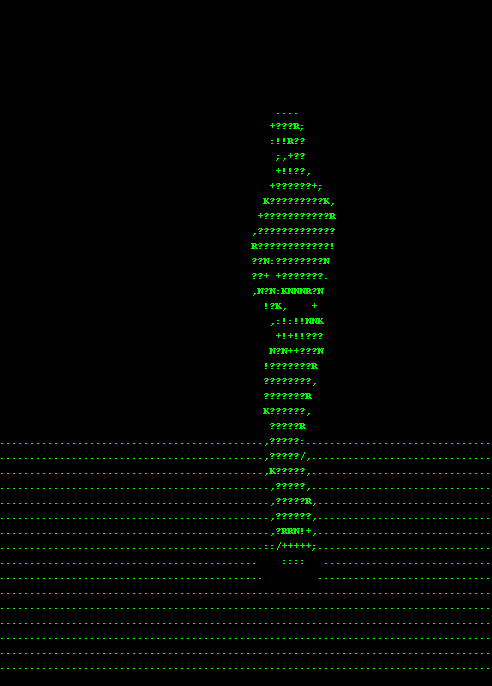 ....
+???R;
:!!R??
;,+??
+!!??,
+??????+;
K?????????K,
+???????????R
,?????????????
R????????????!
??N:????????N
??+ +???????.
,N?N:KNNNR?N
!?K,    +
,:!:!!NNK
+!+!!???
N?N++???N
!???????R
????????,
???????R
K??????,
?????R
............................................,?????:...............................
............................................,?????/,..............................
............................................,K?????,..............................
.............................................,?????,..............................
.............................................,?????R,.............................
.............................................,??????,.............................
.............................................,?RRN!+,.............................
............................................::/+++++;.............................
...........................................    ::::   ............................
............................................         .............................
..................................................................................
..................................................................................
..................................................................................
..................................................................................
..................................................................................
..................................................................................